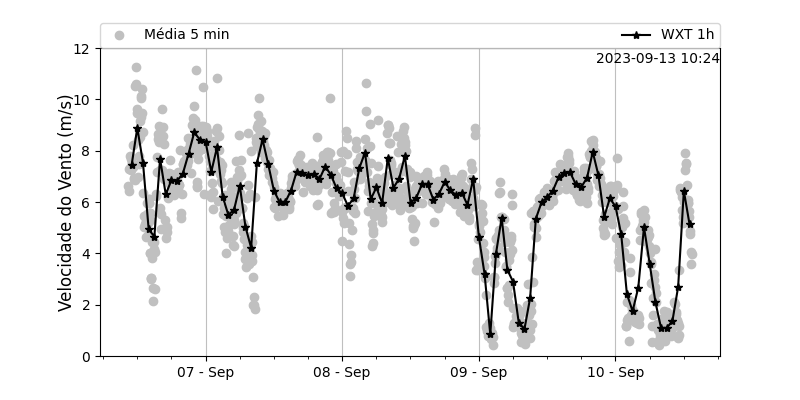 Média 5 min
WXT 1h
2023-09-13 10:24
Velocidade do Vento (m/s)
12
10
8
6
4
2
0
07 - Sep
08 - Sep
09 - Sep
10 - Sep